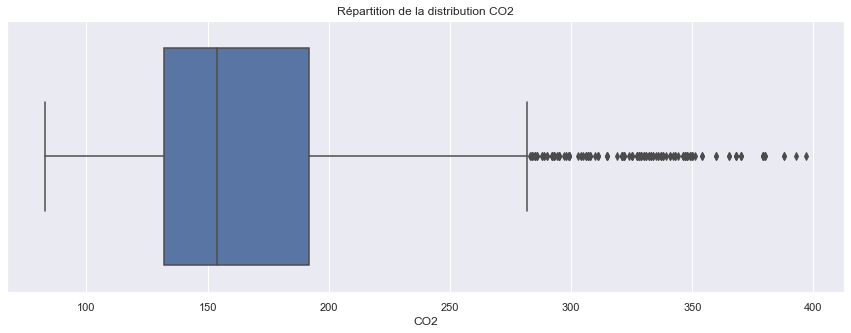 Répartition de la distribution CO2
100 150 200 250 300 350 400
CO2